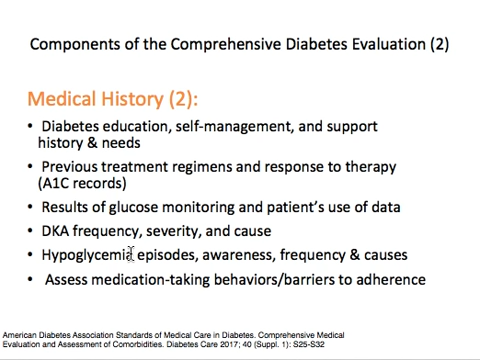 Components of the Comprehensive Diabetes Evaluation (2)
Medical History (2):
• Diabetes education, self-management, and support
history & needs
• Previous treatment regimens and response to therapy
(A1C records)
• Results of glucose monitoring and patient's use of data
• DKA frequency, severity, and cause
• Hypoglycemia episodes, awareness, frequency & causes
• Assess medication-taking behaviors/barriers to adherence
American Diabetes Association Standards of Medical Care in Diabetes. Comprehensive Medical
Evaluation and Assessment of Comorbidities. Diabetes Care 2017; 40 (Suppl. 1): S25-S32